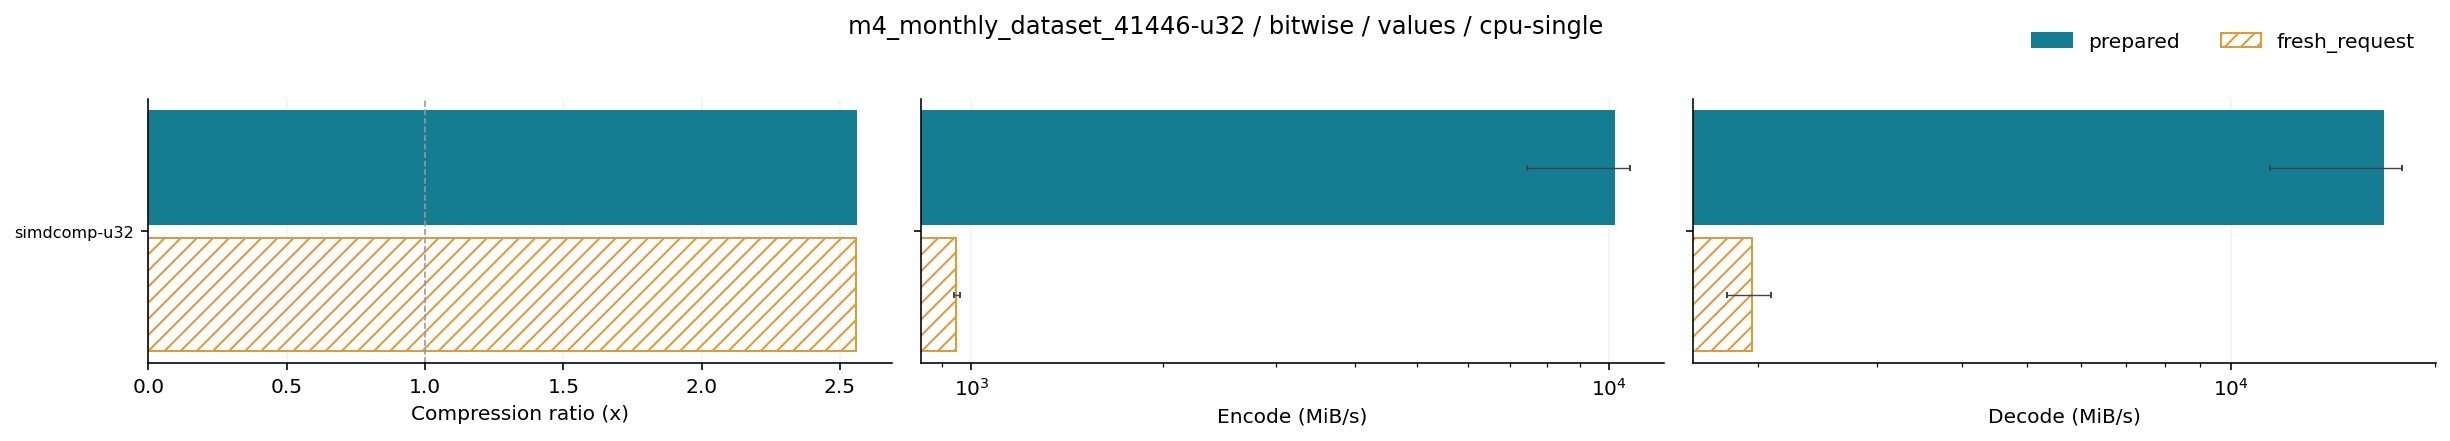 m4_monthly_dataset_41446-u32 / bitwise / values / cpu-single
prepared
fresh_request
simdcomp-u32
0.0 0.5 1.0 1.5 2.0 2.5
Compression ratio (x)
10³ 10⁴
Encode (MiB/s)
10⁴
Decode (MiB/s)